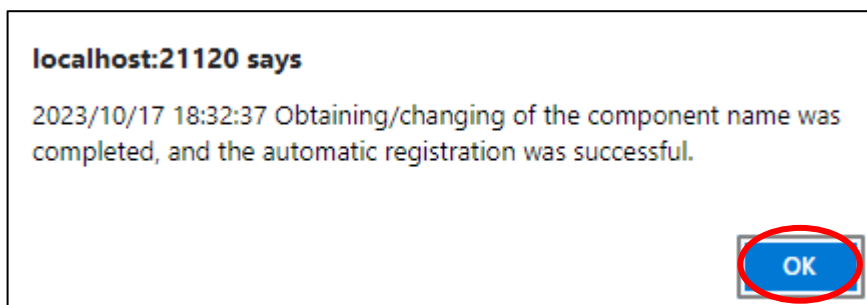 localhost:21120 says
2023/10/17 18:32:37 Obtaining/changing of the component name was
completed, and the automatic registration was successful.
OK